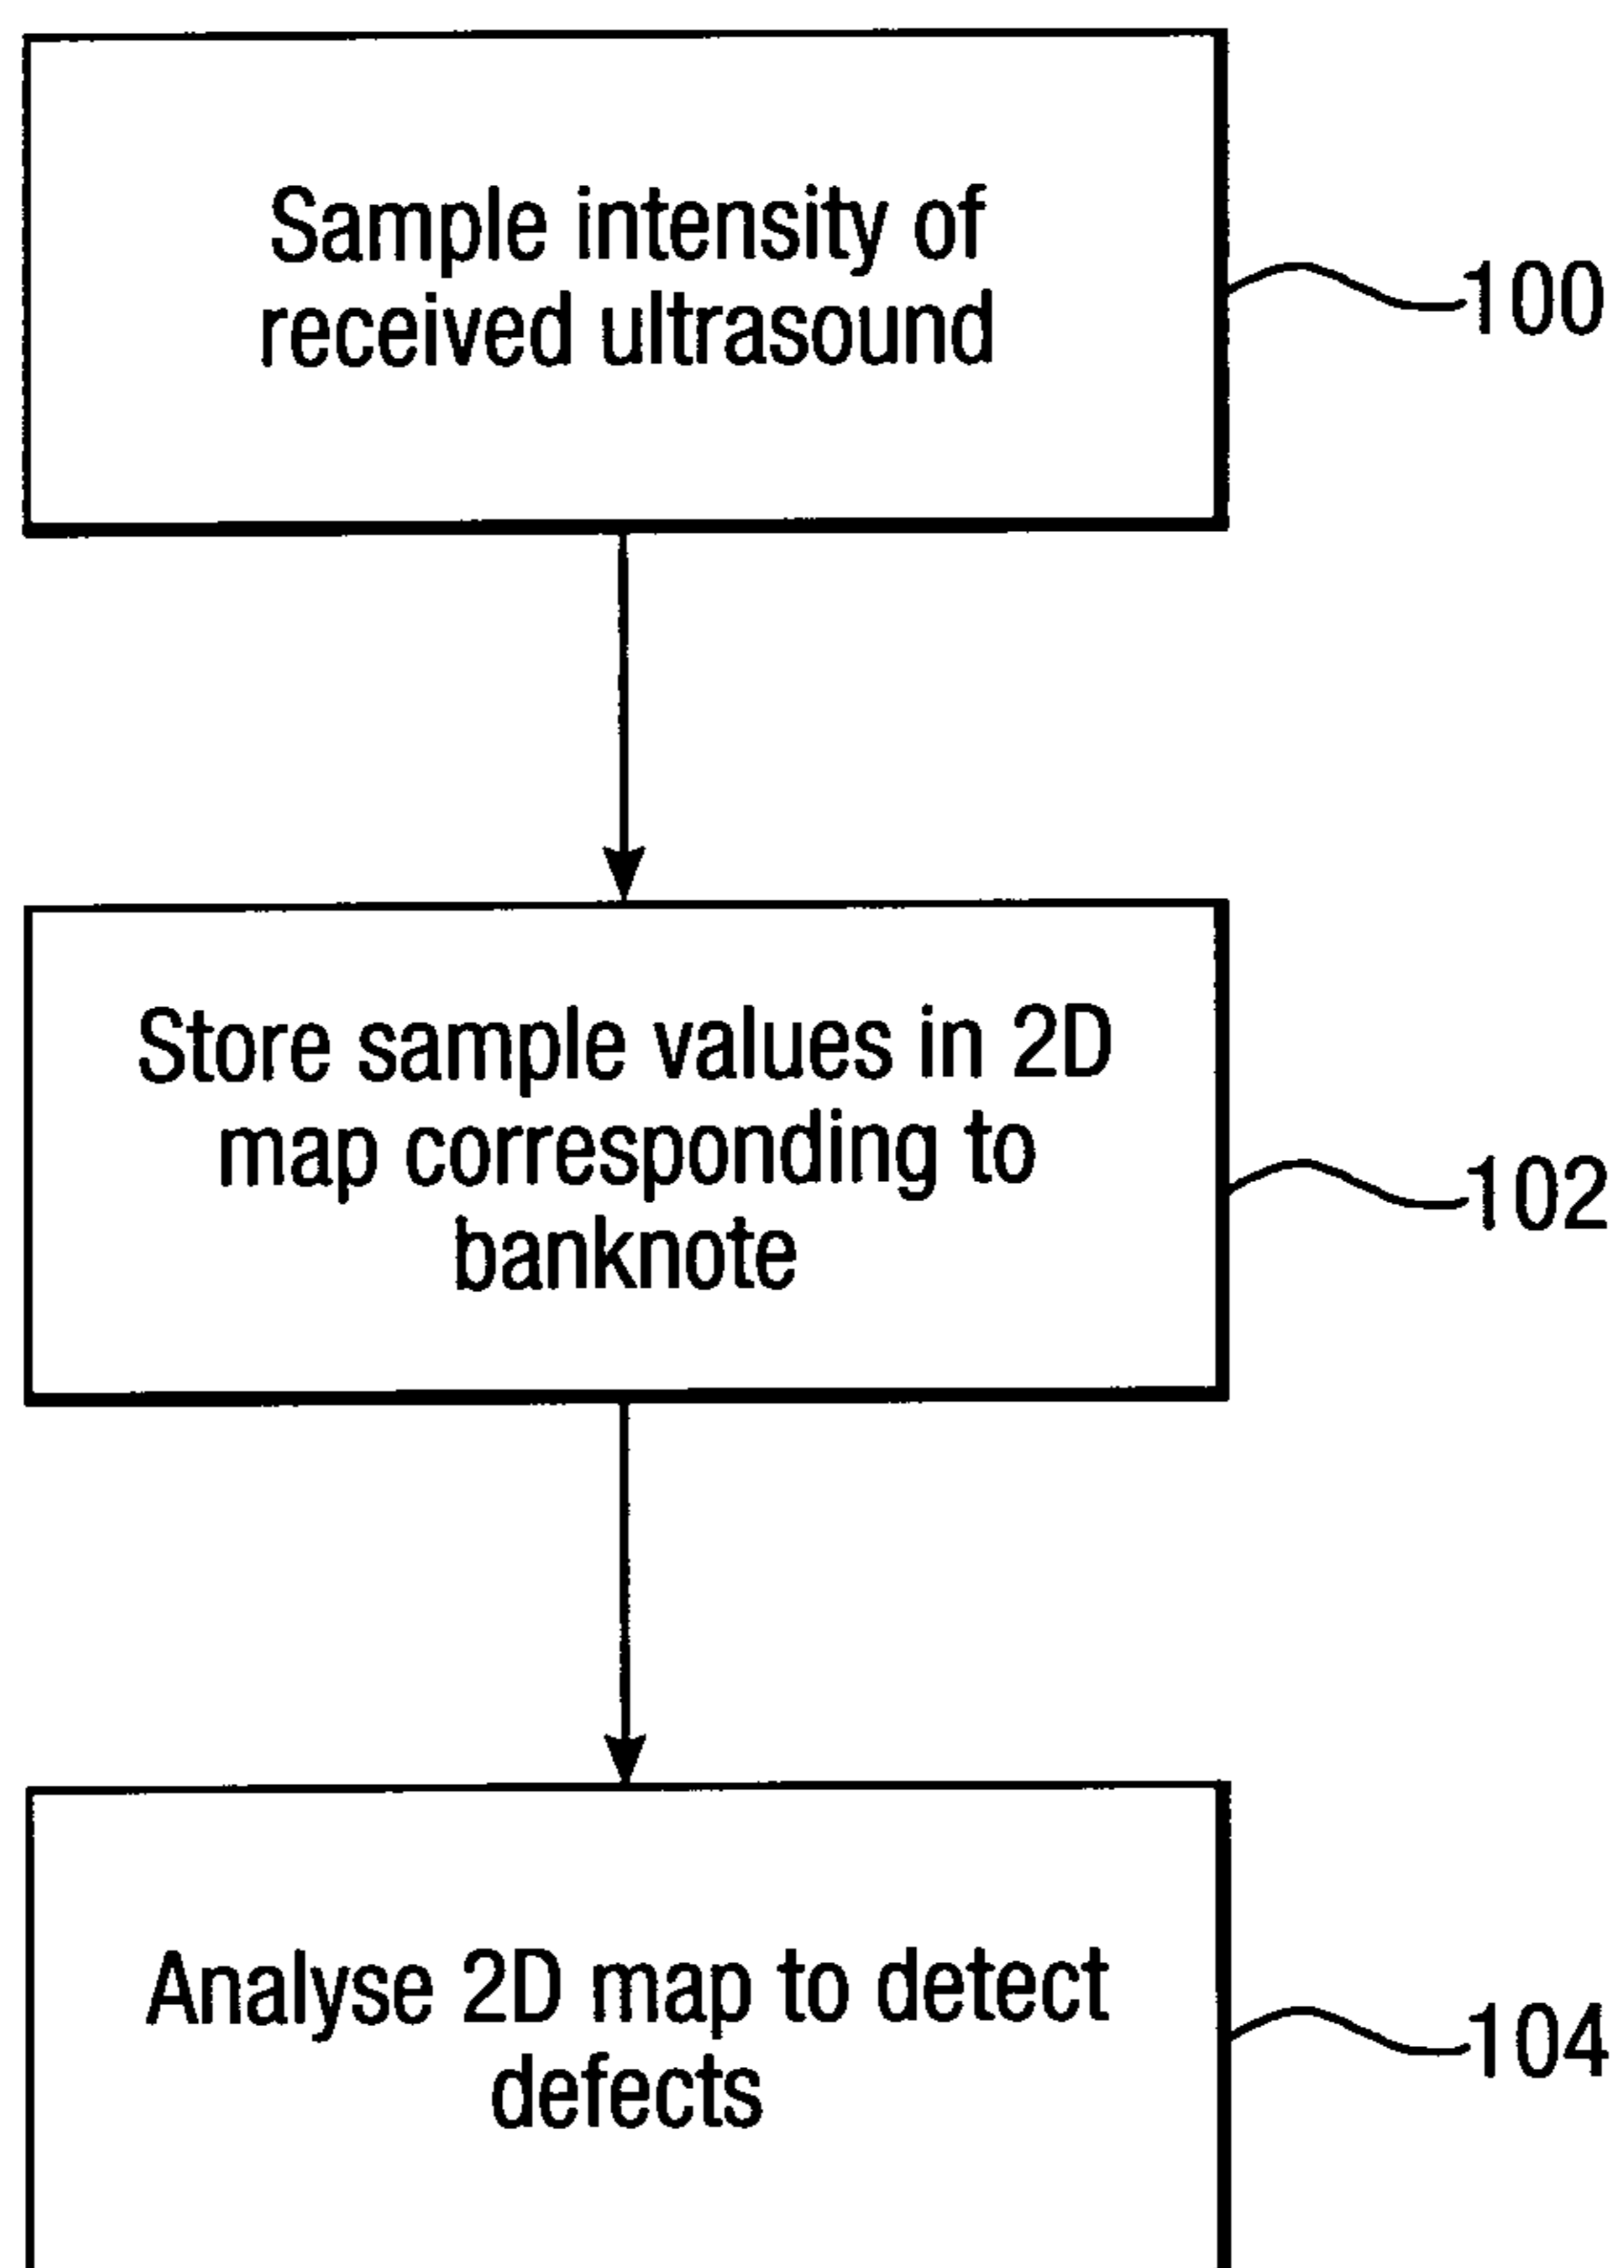 Sample intensity of
received ultrasound
100
Store sample values in 2D
map corresponding to
banknote
102
Analyse 2D map to detect
defects
104